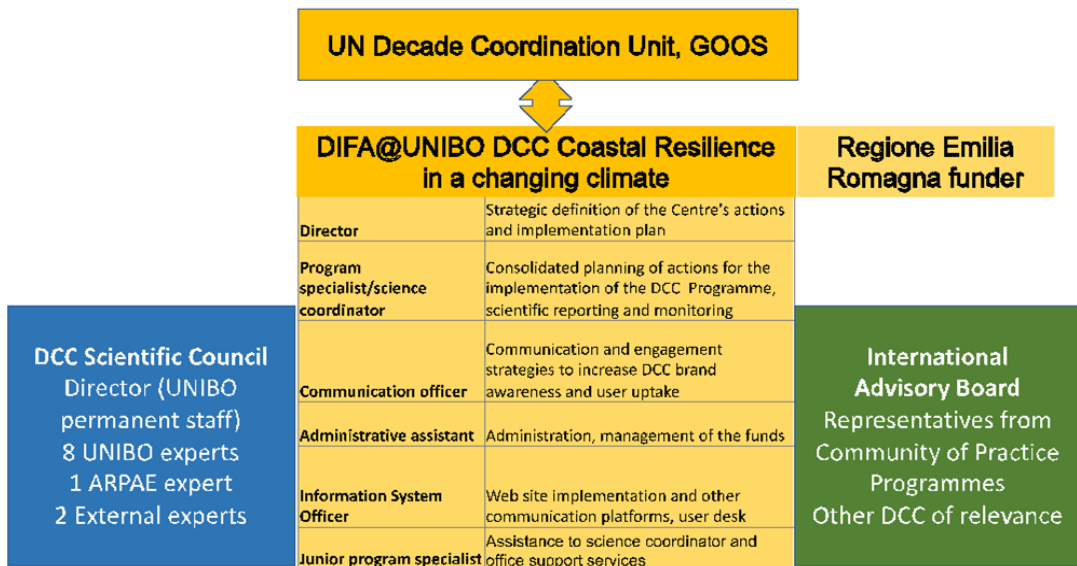 UN Decade Coordination Unit, GOOS
DIFA@UNIBO DCC Coastal Resilience
in a changing climate
Regione Emilia
Romagna funder
Director
Strategic definition of the Centre's actions
and implementation plan
Program
specialist/science
coordinator
Consolidated planning of actions for the
implementation of the DCC Programme,
scientific reporting and monitoring
Communication officer
Communication and engagement
strategies to increase DCC brand
awareness and user uptake
Administrative assistant
Administration, management of the funds
Information System
Officer
Web site implementation and other
communication platforms, user desk
Junior program specialist
Assistance to science coordinator and
office support services
DCC Scientific Council
Director (UNIBO
permanent staff)
8 UNIBO experts
1 ARPAE expert
2 External experts
International
Advisory Board
Representatives from
Community of Practice
Programmes
Other DCC of relevance